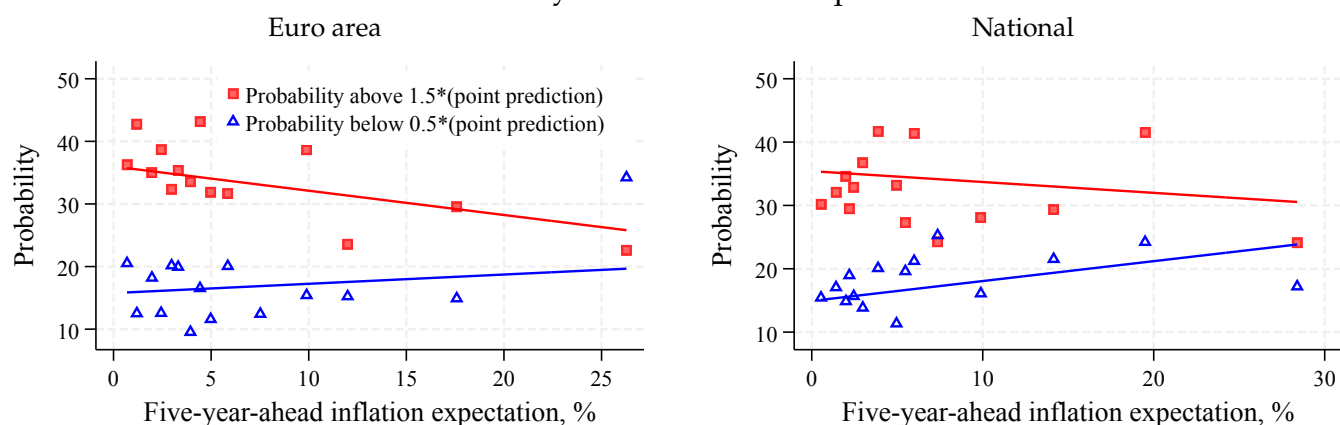 Euro area
Probability above 1.5*(point prediction)
Probability below 0.5*(point prediction)
Probability
50
40
30
20
10
0 5 10 15 20 25
Five-year-ahead inflation expectation, %
National
Probability
50
40
30
20
10
0 10 20 30
Five-year-ahead inflation expectation, %